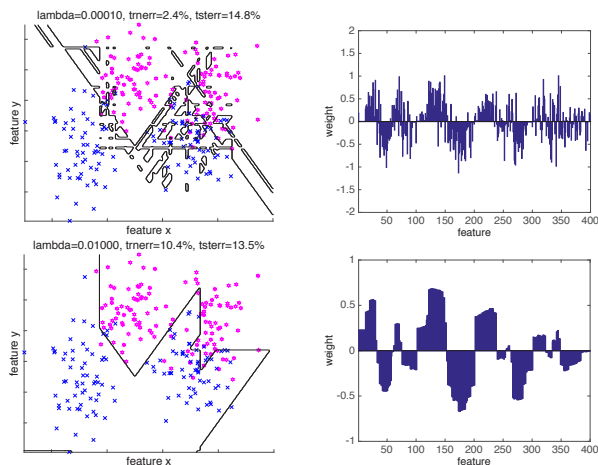 lambda=0.00010, trnerr=2.4%, tsterr=14.8%
feature y
feature x
2
1.5
1
0.5
0
-0.5
-1
-1.5
-2
weight
50 100 150 200 250 300 350 400
feature
lambda=0.01000, trnerr=10.4%, tsterr=13.5%
feature y
feature x
1
0.5
0
-0.5
-1
weight
50 100 150 200 250 300 350 400
feature